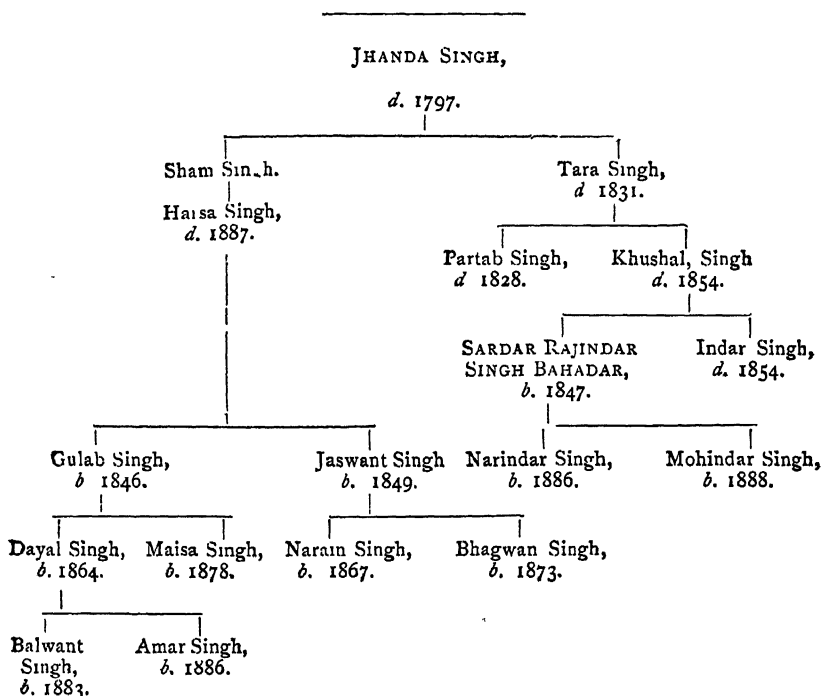 JHANDA SINGH,
d. 1797.
Sham Singh.
Tara Singh,
d 1831.
Harsa Singh,
d. 1887.
Partab Singh,
d 1828.
Khushal, Singh
d. 1854.
SARDAR RAJINDAR
SINGH BAHADAR,
b. 1847.
Indar Singh,
d. 1854.
Gulab Singh,
b 1846.
Jaswant Singh
b. 1849.
Narindar Singh,
b. 1886.
Mohindar Singh,
b. 1888.
Dayal Singh,
b. 1864.
Maisa Singh,
b. 1878.
Narain Singh,
b. 1867.
Bhagwan Singh,
b. 1873.
Balwant
Singh,
b. 1883.
Amar Singh,
b. 1886.